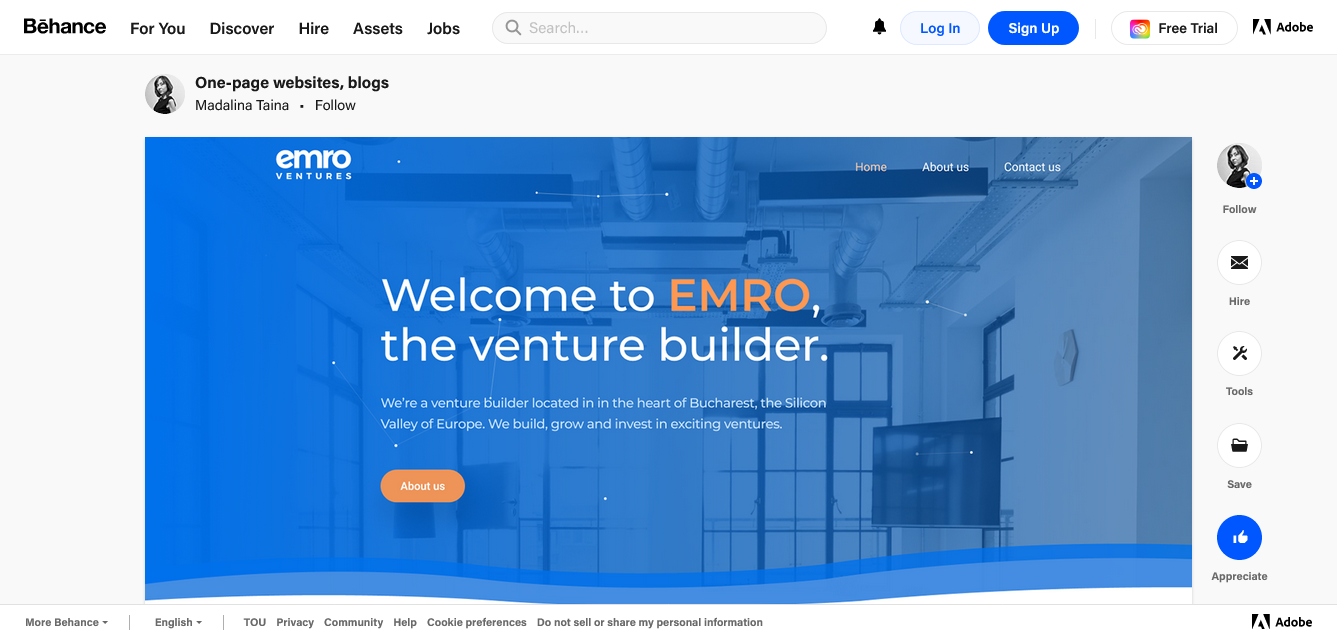 Bēhance
For You
Discover
Hire
Assets
Jobs
Search...
Log In
Sign Up
Free Trial
Adobe
One-page websites, blogs
Madalina Taina • Follow
emro
VENTURES
Home
About us
Contact us
Welcome to EMRO,
the venture builder.
We're a venture builder located in in the heart of Bucharest, the Silicon
Valley of Europe. We build, grow and invest in exciting ventures.
About us
Follow
Hire
Tools
Save
Appreciate
More Behance
English
TOU
Privacy
Community
Help
Cookie preferences
Do not sell or share my personal information
Adobe